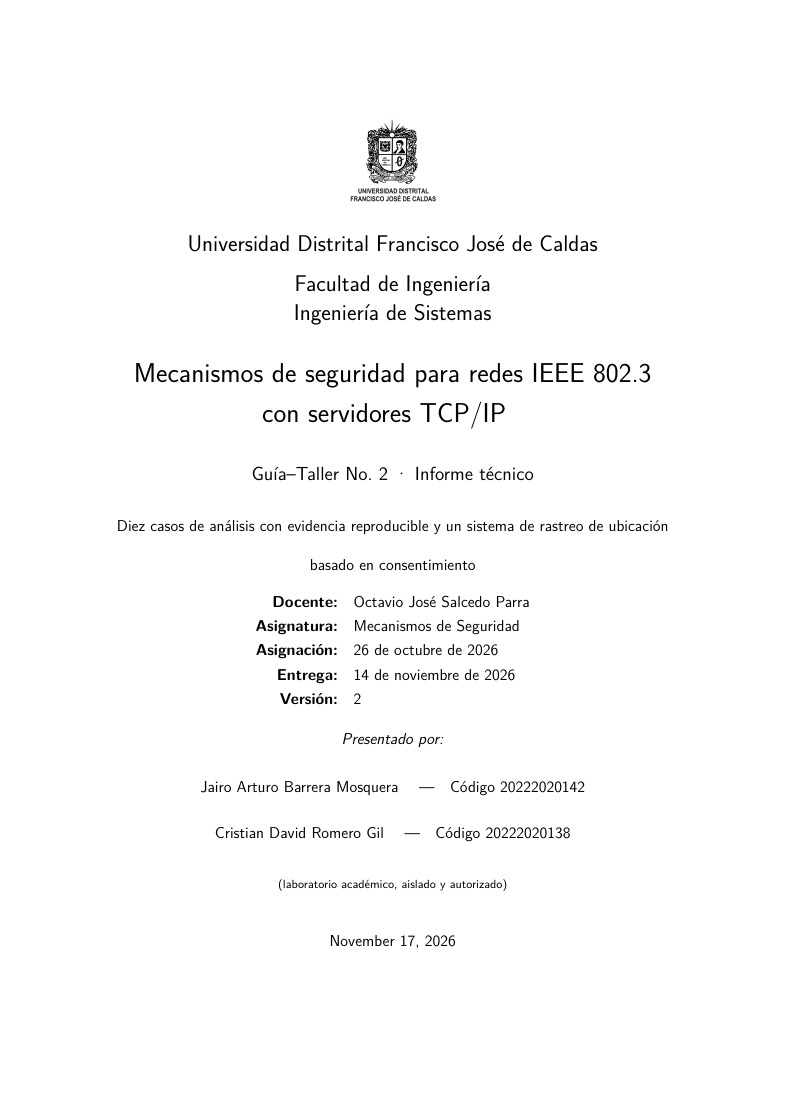 UNIVERSIDAD DISTRITAL
FRANCISCO JOSÉ DE CALDAS
Universidad Distrital Francisco José de Caldas
Facultad de Ingeniería
Ingeniería de Sistemas
Mecanismos de seguridad para redes IEEE 802.3
con servidores TCP/IP
Guía–Taller No. 2 · Informe técnico
Diez casos de análisis con evidencia reproducible y un sistema de rastreo de ubicación
basado en consentimiento
Docente: Octavio José Salcedo Parra
Asignatura: Mecanismos de Seguridad
Asignación: 26 de octubre de 2026
Entrega: 14 de noviembre de 2026
Versión: 2
Presentado por:
Jairo Arturo Barrera Mosquera — Código 20222020142
Cristian David Romero Gil — Código 20222020138
(laboratorio académico, aislado y autorizado)
November 17, 2026